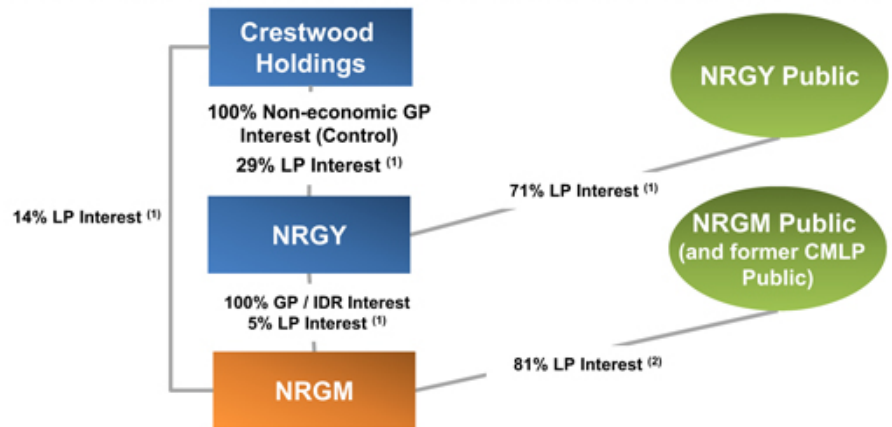 Crestwood
Holdings
NRGY Public
100% Non-economic GP
Interest (Control)
29% LP Interest (1)
71% LP Interest (1)
14% LP Interest (1)
NRGY
NRGM Public
(and former CMLP
Public)
100% GP / IDR Interest
5% LP Interest (1)
81% LP Interest (2)
NRGM